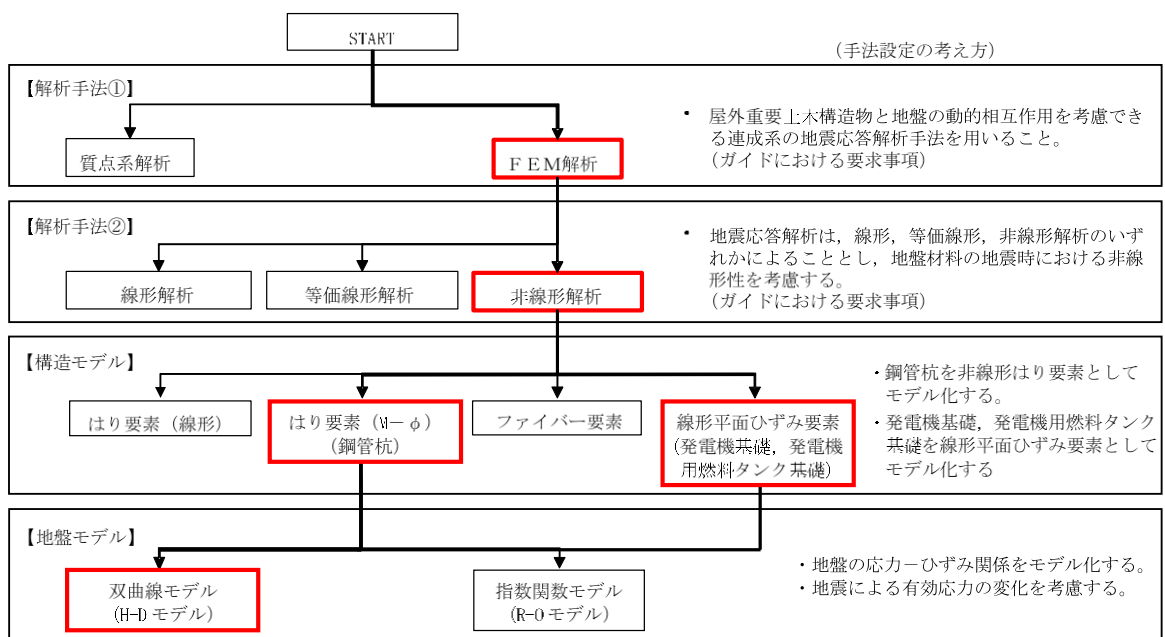 START
(手法設定の考え方)
【解析手法①】
・ 屋外重要土木構造物と地盤の動的相互作用を考慮でき
る連成系の地震応答解析手法を用いること。
(ガイドにおける要求事項)
質点系解析
ＦＥＭ解析
【解析手法②】
・ 地震応答解析は，線形，等価線形，非線形解析のいず
れかによることとし，地盤材料の地震時における非線
形性を考慮する。
(ガイドにおける要求事項)
線形解析
等価線形解析
非線形解析
【構造モデル】
・鋼管杭を非線形はり要素として
モデル化する。
・発電機基礎，発電機用燃料タンク
基礎を線形平面ひずみ要素として
モデル化する
はり要素（線形）
はり要素（M－φ）
(鋼管杭)
ファイバー要素
線形平面ひずみ要素
(発電機基礎，発電機
用燃料タンク基礎)
【地盤モデル】
・地盤の応力－ひずみ関係をモデル化する。
・地震による有効応力の変化を考慮する。
双曲線モデル
(H-D モデル)
指数関数モデル
(R-O モデル)